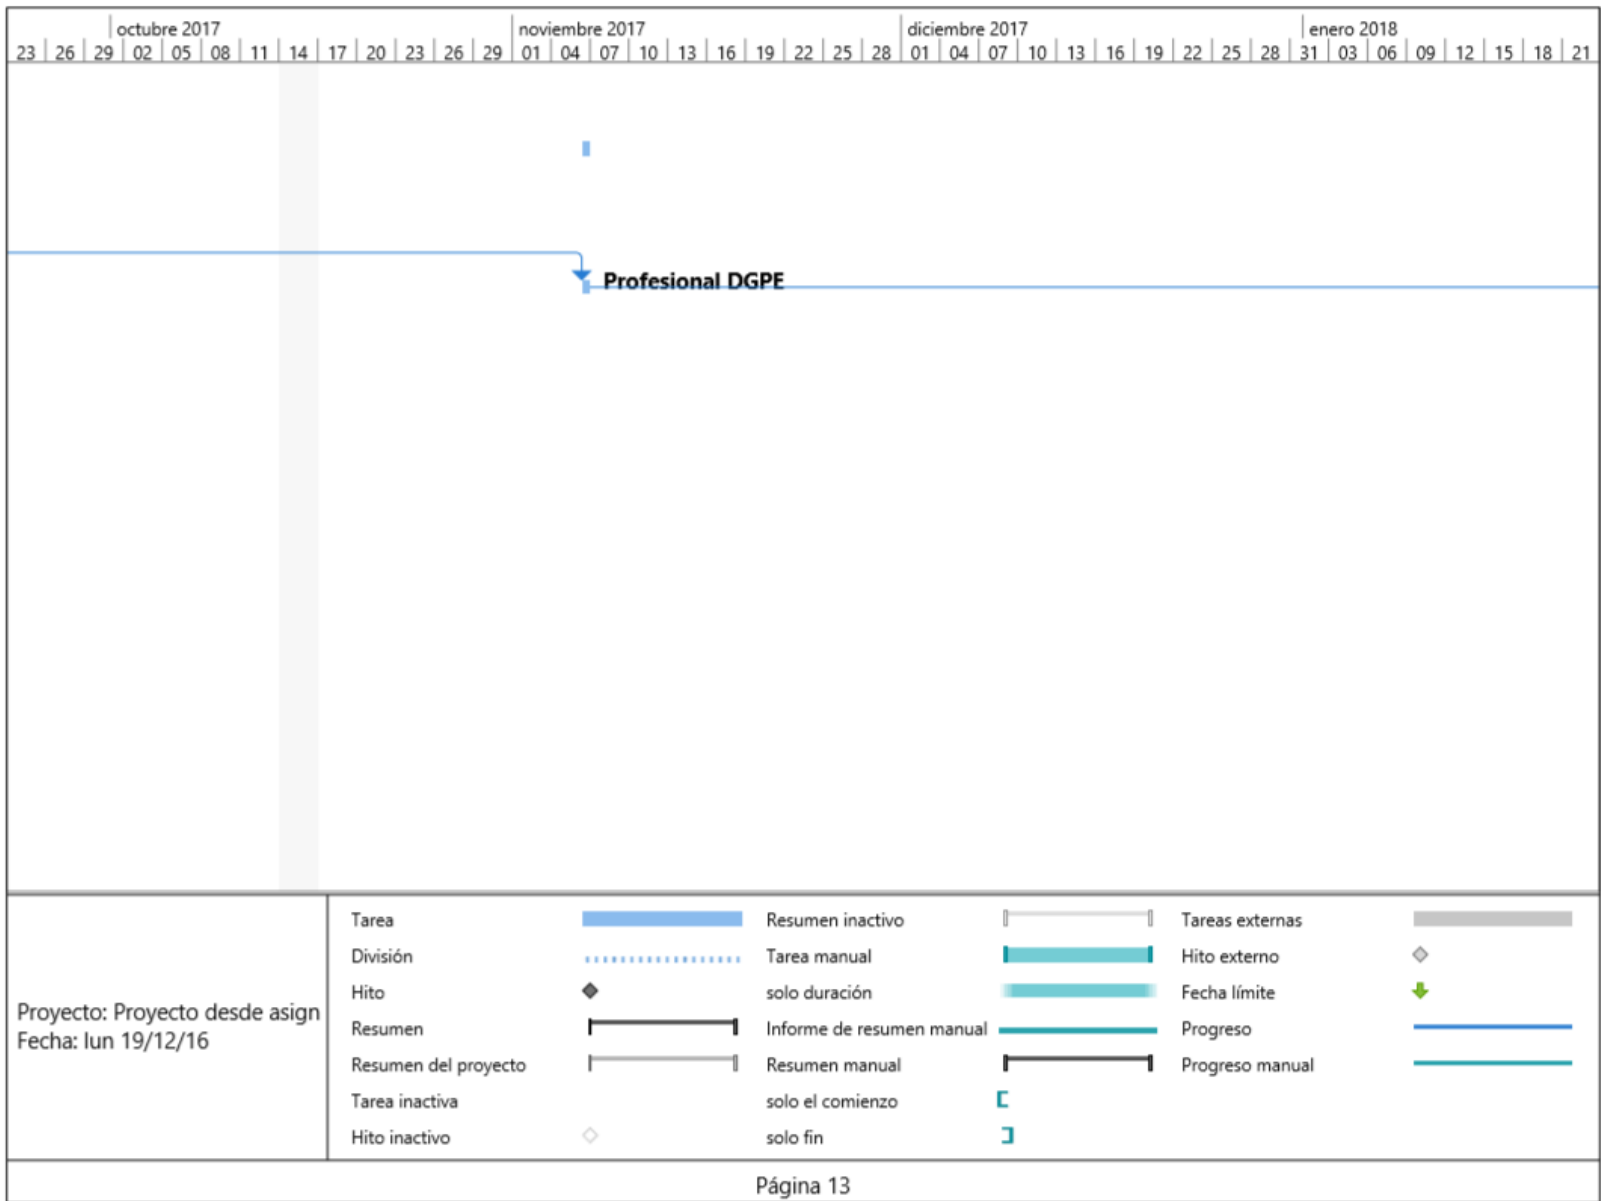 octubre 2017 noviembre 2017 diciembre 2017 enero 2018
23 26 29 02 05 08 11 14 17 20 23 26 29 01 04 07 10 13 16 19 22 25 28 01 04 07 10 13 16 19 22 25 28 31 03 06 09 12 15 18 21
Profesional DGPE
Proyecto: Proyecto desde asign
Fecha: lun 19/12/16
Tarea
División
Hito
Resumen
Resumen del proyecto
Tarea inactiva
Hito inactivo
Resumen inactivo
Tarea manual
solo duración
Informe de resumen manual
Resumen manual
solo el comienzo
solo fin
Tareas externas
Hito externo
Fecha límite
Progreso
Progreso manual
Página 13